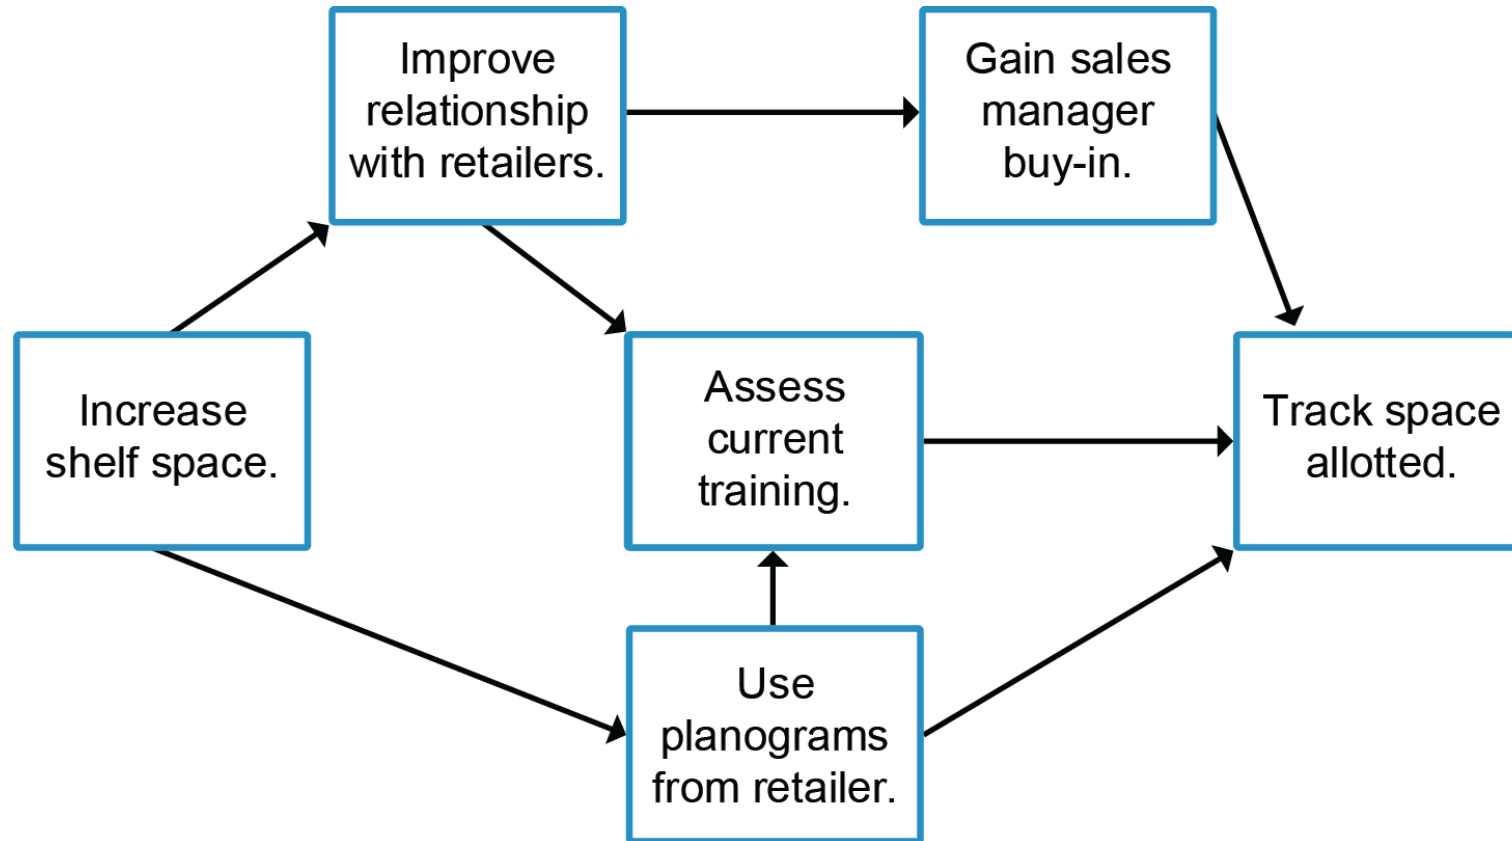 Improve
relationship
with retailers.
Gain sales
manager
buy-in.
Increase
shelf space.
Assess
current
training.
Track space
allotted.
Use
planograms
from retailer.